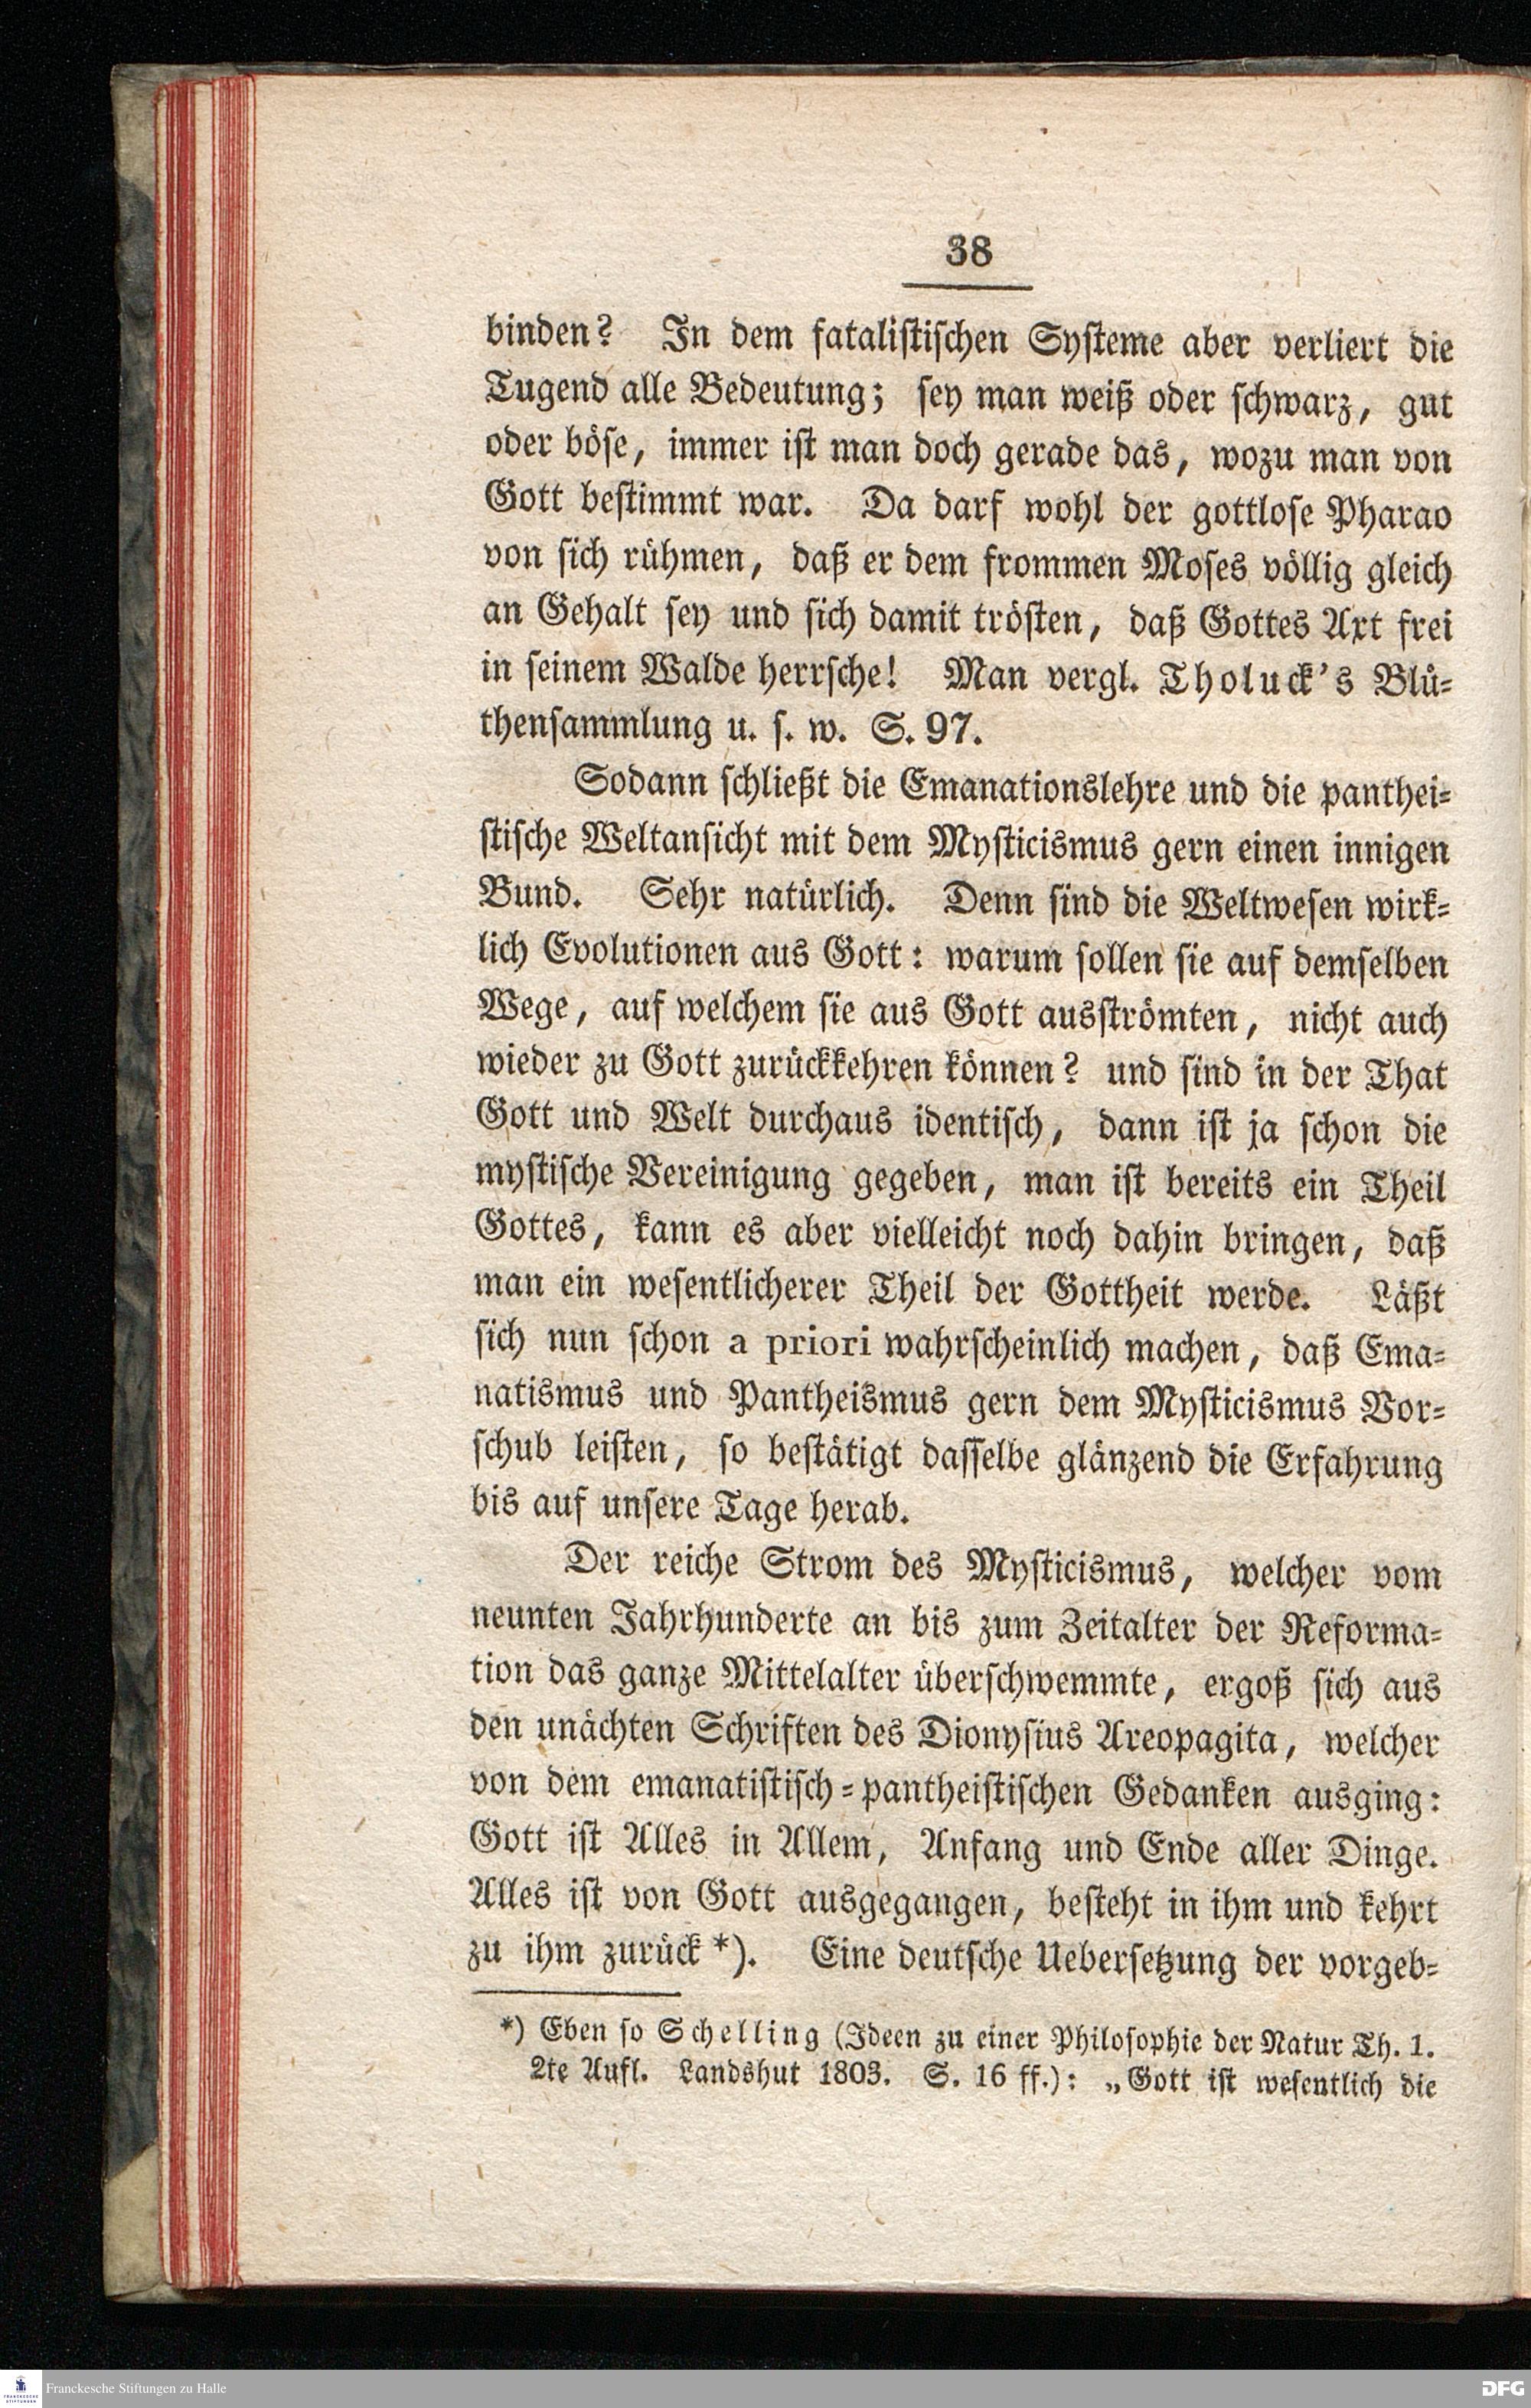 38
binden? In dem fatalistischen Systeme aber verliert die
Tugend alle Bedeutung; sey man weiß oder schwarz, gut
oder böse, immer ist man doch gerade das, wozu man von
Gott bestimmt war. Da darf wohl der gottlose Pharao
von sich rühmen, daß er dem frommen Moses völlig gleich
an Gehalt sey und sich damit trösten, daß Gottes Axt frei
in seinem Walde herrsche! Man vergl. Tholuck's Blü-
thensammlung u. s. w. S. 97.
Sodann schließt die Emanationslehre und die panthei-
stische Weltansicht mit dem Mysticismus gern einen innigen
Bund. Sehr natürlich. Denn sind die Weltwesen wirk-
lich Evolutionen aus Gott: warum sollen sie auf demselben
Wege, auf welchem sie aus Gott ausströmten, nicht auch
wieder zu Gott zurückkehren können? und sind in der That
Gott und Welt durchaus identisch, dann ist ja schon die
mystische Vereinigung gegeben, man ist bereits ein Theil
Gottes, kann es aber vielleicht noch dahin bringen, daß
man ein wesentlicherer Theil der Gottheit werde. Läßt
sich nun schon a priori wahrscheinlich machen, daß Ema-
natismus und Pantheismus gern dem Mysticismus Vor-
schub leisten, so bestätigt dasselbe glänzend die Erfahrung
bis auf unsere Tage herab.
Der reiche Strom des Mysticismus, welcher vom
neunten Jahrhunderte an bis zum Zeitalter der Reforma-
tion das ganze Mittelalter überschwemmte, ergoß sich aus
den unächten Schriften des Dionysius Areopagita, welcher
von dem emanatistisch-pantheistischen Gedanken ausging:
Gott ist Alles in Allem, Anfang und Ende aller Dinge.
Alles ist von Gott ausgegangen, besteht in ihm und kehrt
zu ihm zurück *). Eine deutsche Uebersetzung der vorgeb-
*) Eben so Schelling (Ideen zu einer Philosophie der Natur Th. 1.
2te Aufl. Landshut 1803. S. 16 ff.): „Gott ist wesentlich die
FRANCKESCHE
STIFTUNGEN
Franckesche Stiftungen zu Halle
DFG